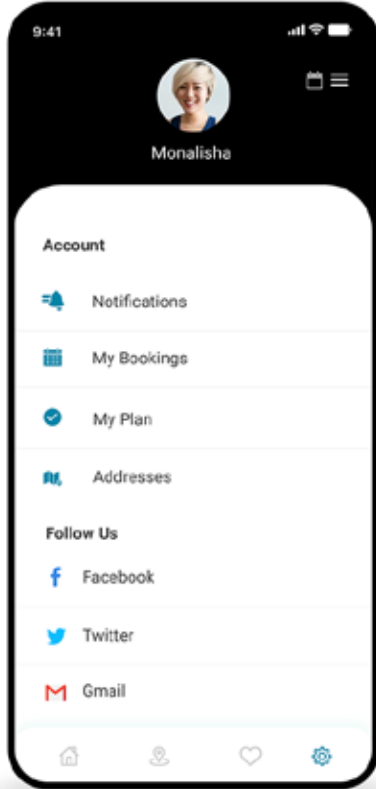 9:41
Monalisha
Account
Notifications
My Bookings
My Plan
Addresses
Follow Us
Facebook
Twitter
Gmail